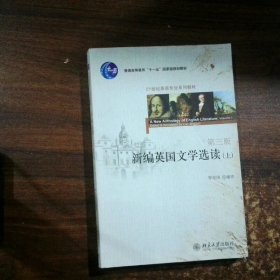 普通高等教育“十一五”国家级规划教材
21世纪英语专业系列教材
A New Anthology of English Literature, Volume I
第三版
新编英国文学选读(上)
北京大学出版社